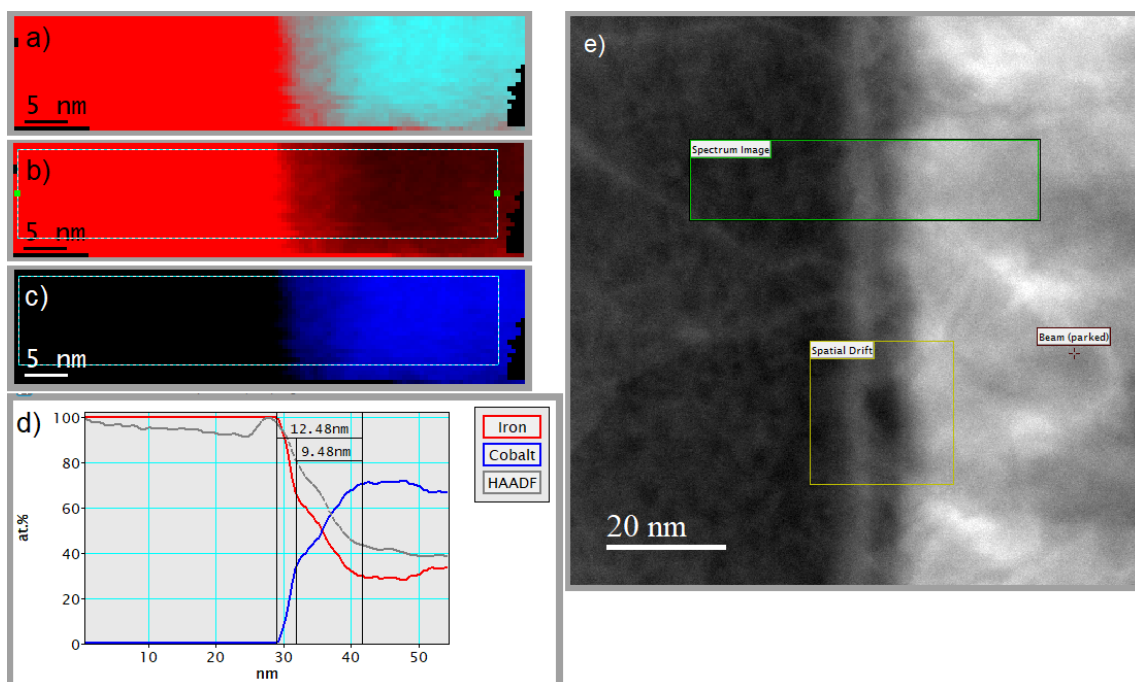 a)
5 nm
b)
5 nm
c)
5 nm
d)
100
80
60
40
20
0
at.%
12.48nm
9.48nm
10 20 30 40 50
nm
Iron
Cobalt
HAADF
e)
Spectrum Image
Beam (parked)
Spatial Drift
20 nm